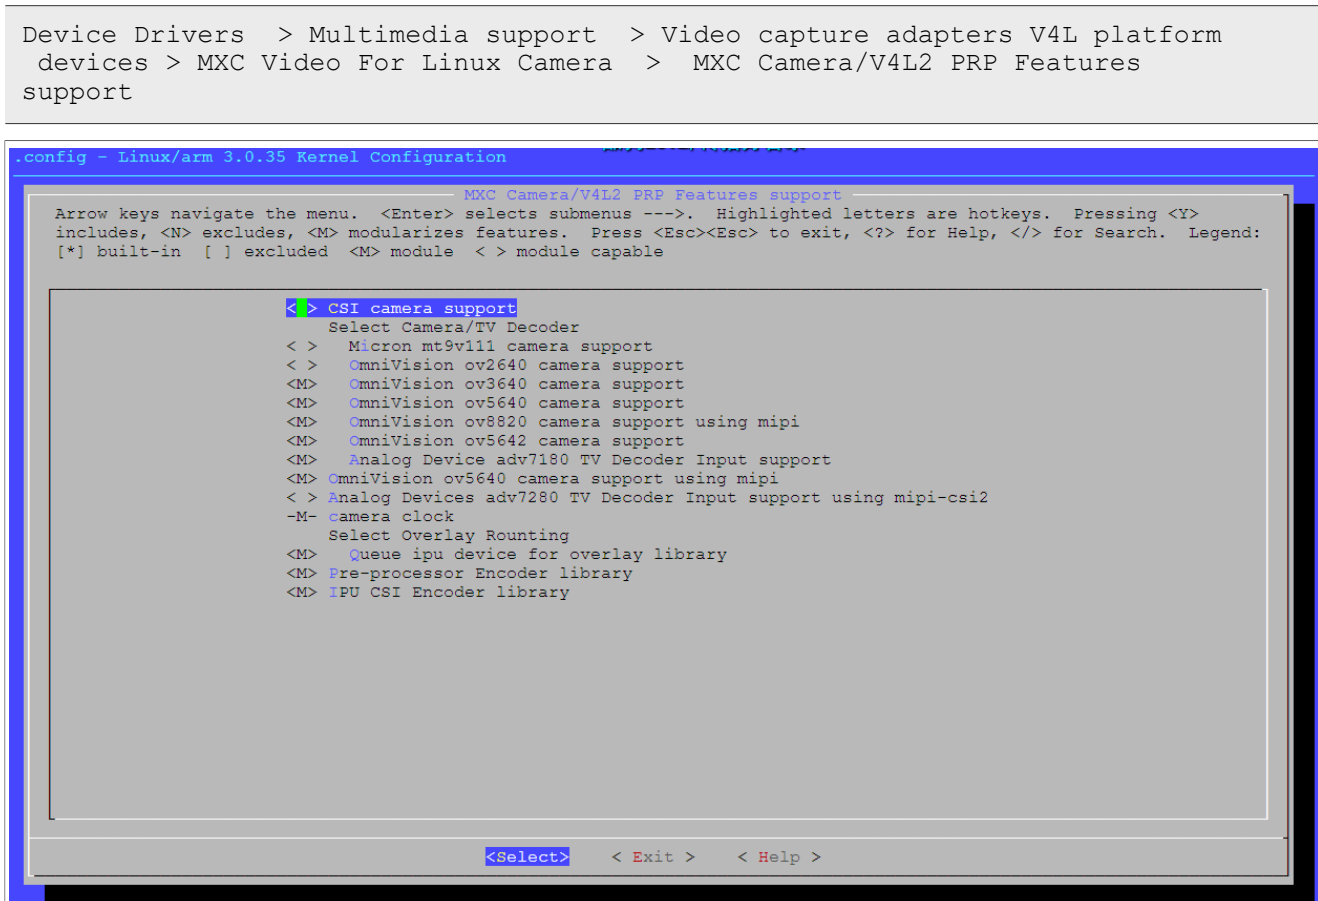 Device Drivers  > Multimedia support  > Video capture adapters V4L platform
devices > MXC Video For Linux Camera  >  MXC Camera/V4L2 PRP Features
support
.config - Linux/arm 3.0.35 Kernel Configuration
MXC Camera/V4L2 PRP Features support
Arrow keys navigate the menu.  <Enter> selects submenus --->.  Highlighted letters are hotkeys.  Pressing <Y>
includes, <N> excludes, <M> modularizes features.  Press <Esc><Esc> to exit, <?> for Help, </> for Search.  Legend:
[*] built-in  [ ] excluded  <M> module  < > module capable
< > CSI camera support
Select Camera/TV Decoder
< >   Micron mt9v111 camera support
< >   OmniVision ov2640 camera support
<M>   OmniVision ov3640 camera support
<M>   OmniVision ov5640 camera support
<M>   OmniVision ov8820 camera support using mipi
<M>   OmniVision ov5642 camera support
<M>   Analog Device adv7180 TV Decoder Input support
<M> OmniVision ov5640 camera support using mipi
< > Analog Devices adv7280 TV Decoder Input support using mipi-csi2
-M- camera clock
Select Overlay Rounting
<M>   Queue ipu device for overlay library
<M> Pre-processor Encoder library
<M> IPU CSI Encoder library
<Select>    < Exit >    < Help >